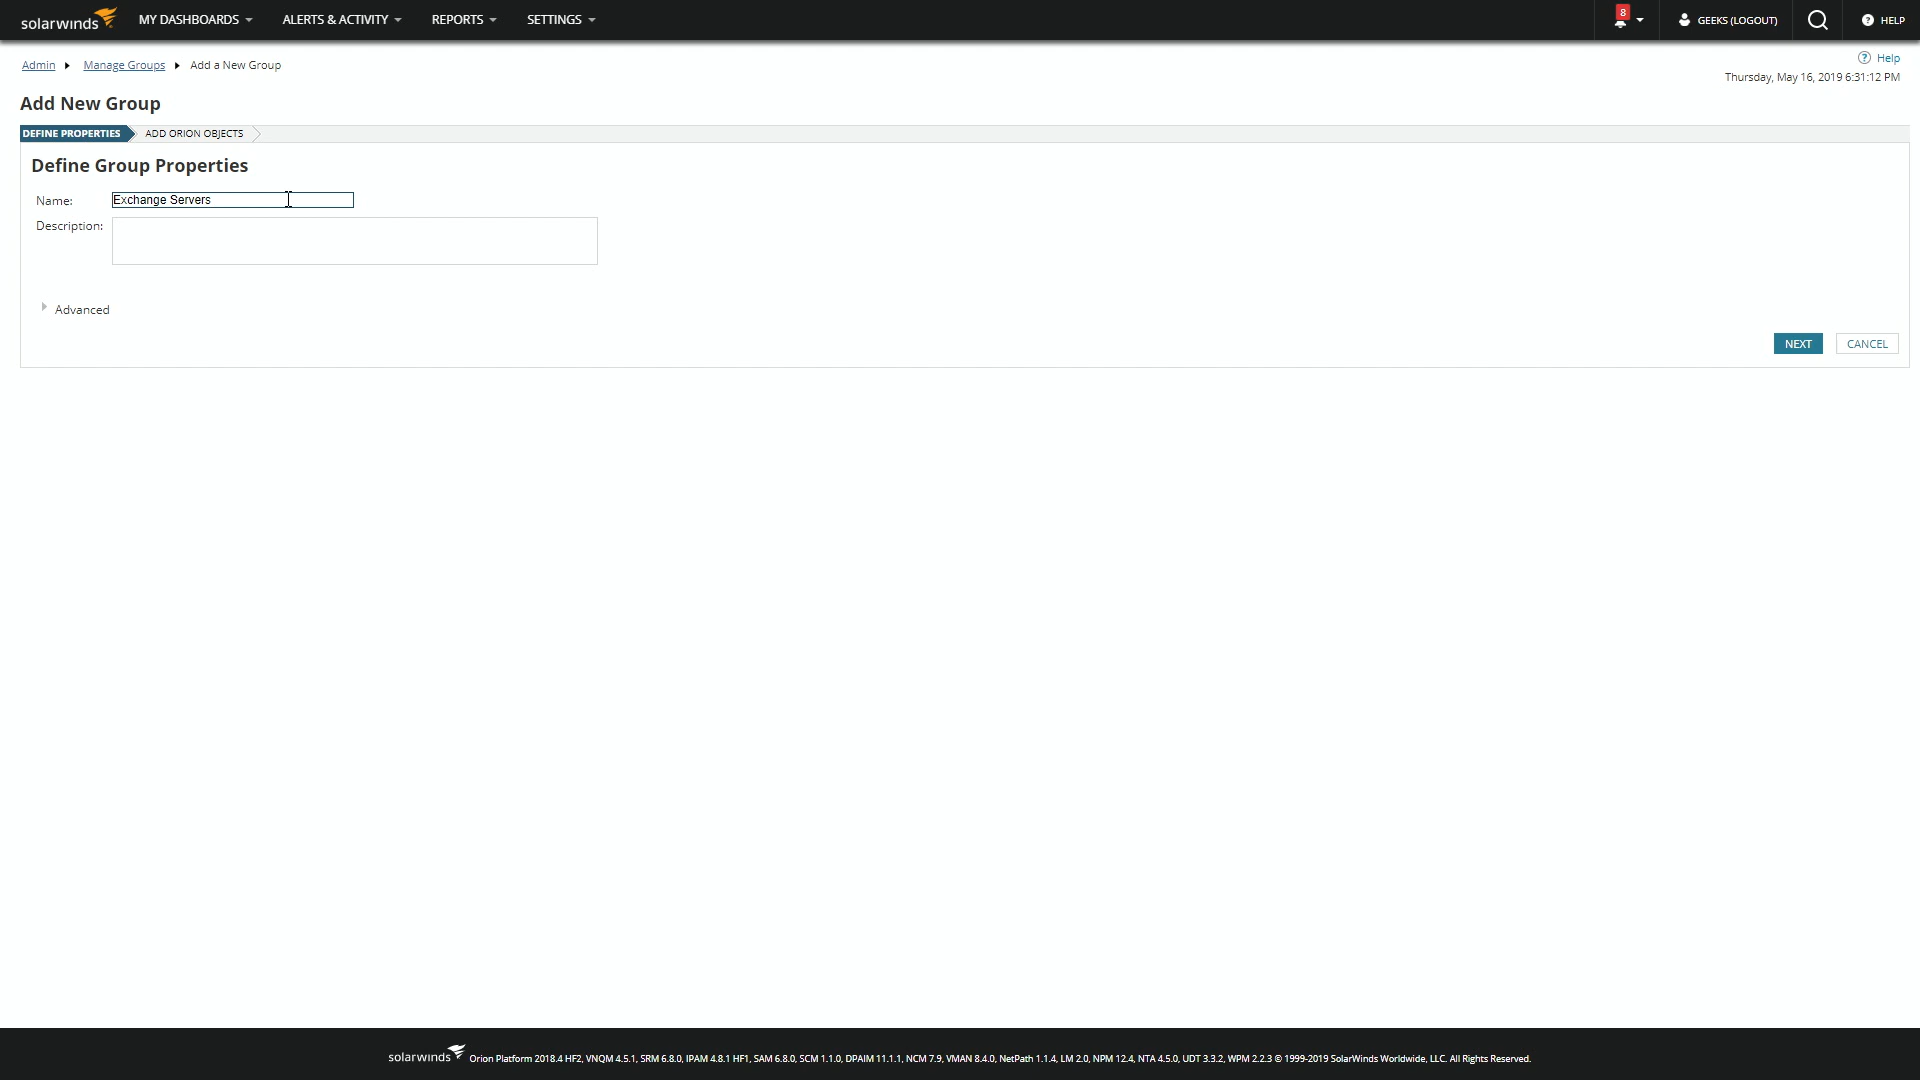 solarwinds MY DASHBOARDS ALERTS & ACTIVITY REPORTS SETTINGS 8 GEEKS (LOGOUT) HELP
Admin Manage Groups Add a New Group
Help
Thursday, May 16, 2019 6:31:12 PM
Add New Group
DEFINE PROPERTIES ADD ORION OBJECTS
Define Group Properties
Name: Exchange Servers
Description:
Advanced
NEXT CANCEL
solarwinds Orion Platform 2018.4 HF2, VNQM 4.5.1, SRM 6.8.0, IPAM 4.8.1 HF1, SAM 6.8.0, SCM 1.1.0, DPAIM 11.1.1, NCM 7.9, VMAN 8.4.0, NetPath 1.1.4, LM 2.0, NPM 12.4, NTA 4.5.0, UDT 3.3.2, WPM 2.2.3 © 1999-2019 SolarWinds Worldwide, LLC. All Rights Reserved.